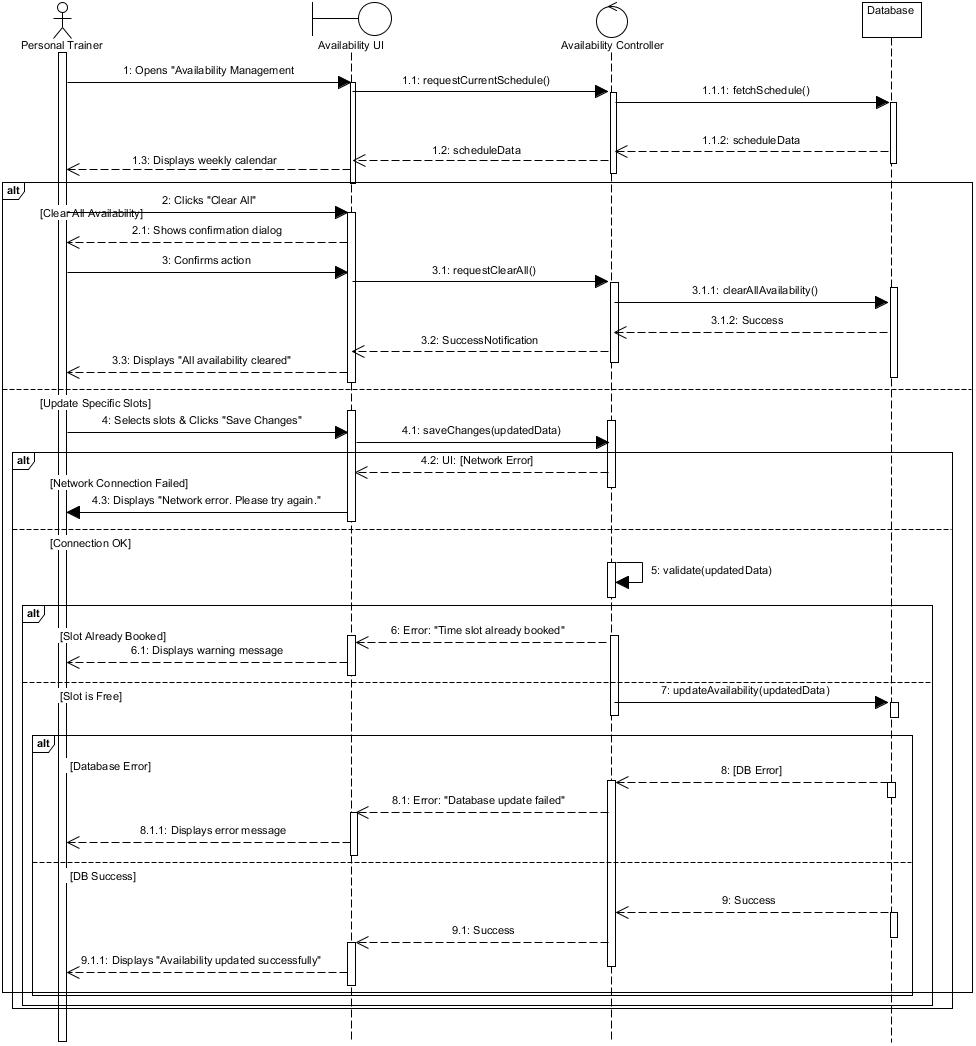 Personal Trainer
Availability UI
Availability Controller
Database
1: Opens "Availability Management
1.1: requestCurrentSchedule()
1.1.1: fetchSchedule()
1.1.2: scheduleData
1.2: scheduleData
1.3: Displays weekly calendar
alt
[Clear All Availability]
2: Clicks "Clear All"
2.1: Shows confirmation dialog
3: Confirms action
3.1: requestClearAll()
3.1.1: clearAllAvailability()
3.1.2: Success
3.2: SuccessNotification
3.3: Displays "All availability cleared"
[Update Specific Slots]
4: Selects slots & Clicks "Save Changes"
4.1: saveChanges(updatedData)
alt
4.2: UI: [Network Error]
[Network Connection Failed]
4.3: Displays "Network error. Please try again."
[Connection OK]
5: validate(updatedData)
alt
[Slot Already Booked]
6: Error: "Time slot already booked"
6.1: Displays warning message
[Slot is Free]
7: updateAvailability(updatedData)
alt
[Database Error]
8: [DB Error]
8.1: Error: "Database update failed"
8.1.1: Displays error message
[DB Success]
9: Success
9.1: Success
9.1.1: Displays "Availability updated successfully"